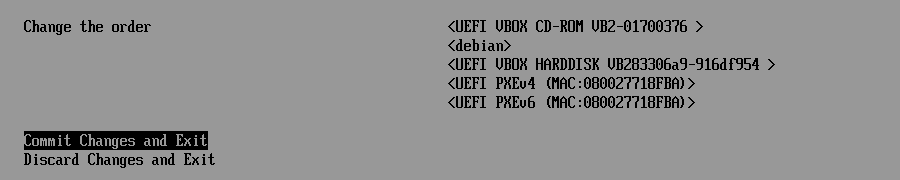 Change the order <UEFI VBOX CD-ROM VB2-01700376 >
<debian>
<UEFI VBOX HARDDISK VB283306a9-916df954 >
<UEFI PXEv4 (MAC:080027718FBA)>
<UEFI PXEv6 (MAC:080027718FBA)>
Commit Changes and Exit
Discard Changes and Exit